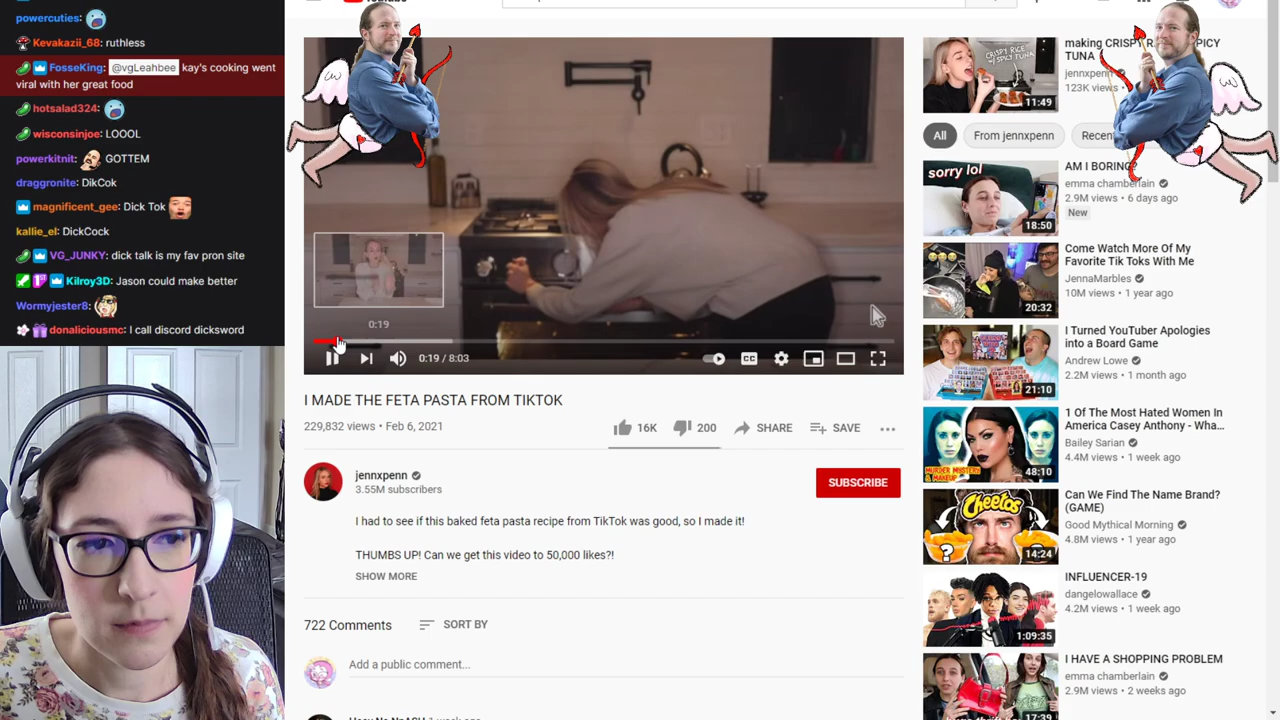 powercuties:
Kevakazii_68: ruthless
FosseKing: @vgLeahbee kay's cooking went
viral with her great food
hotsalad324:
wisconsinjoe: LOOOL
powerkitnit: GOTTEM
draggronite: DikCok
magnificent_gee: Dick Tok
kallie_el: DickCock
VG_JUNKY: dick talk is my fav pron site
Kilroy3D: Jason could make better
Wormyjester8:
donaliciousmc: I call discord dicksword
0:19
0:19 / 8:03
CC
I MADE THE FETA PASTA FROM TIKTOK
229,832 views • Feb 6, 2021
16K
200
SHARE
SAVE
jennxpenn
3.55M subscribers
SUBSCRIBE
I had to see if this baked feta pasta recipe from TikTok was good, so I made it!
THUMBS UP! Can we get this video to 50,000 likes?!
SHOW MORE
722 Comments
SORT BY
Add a public comment...
CRISPY RICE
SPICY TUNA
11:49
making CRISPY
TUNA
jennxpenn
123K views
All
From jennxpenn
sorry lol
18:50
AM I BORING?
emma chamberlain
2.9M views • 6 days ago
New
20:32
Come Watch More Of My
Favorite Tik Toks With Me
JennaMarbles
10M views • 1 year ago
21:10
I Turned YouTube Apologies
into a Board Game
Andrew Lowe
2.2M views • 1 month ago
MURDER MYSTERY
& MAKEUP
48:10
1 Of The Most Hated Women In
America Casey Anthony - Wha...
Bailey Sarian
4.4M views • 1 week ago
Cheetos
?
14:24
Can We Find The Name Brand?
(GAME)
Good Mythical Morning
4.8M views • 1 year ago
1:09:35
INFLUENCER-19
dangelowallace
4.2M views • 1 week ago
17:39
I HAVE A SHOPPING PROBLEM
emma chamberlain
2.9M views • 2 weeks ago